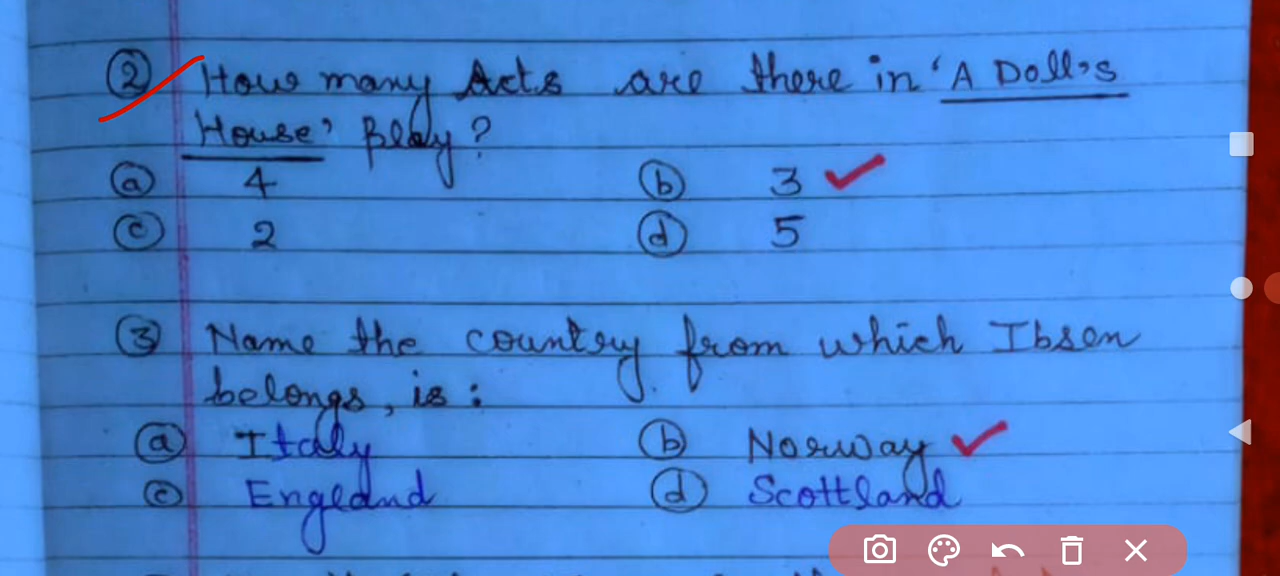 ② How many Acts are there in 'A Doll's
House' Play?
ⓐ 4 ⓑ 3
ⓒ 2 ⓓ 5
③ Name the country from which Ibsen
belongs, is:
ⓐ Italy ⓑ Norway
ⓒ England ⓓ Scottland